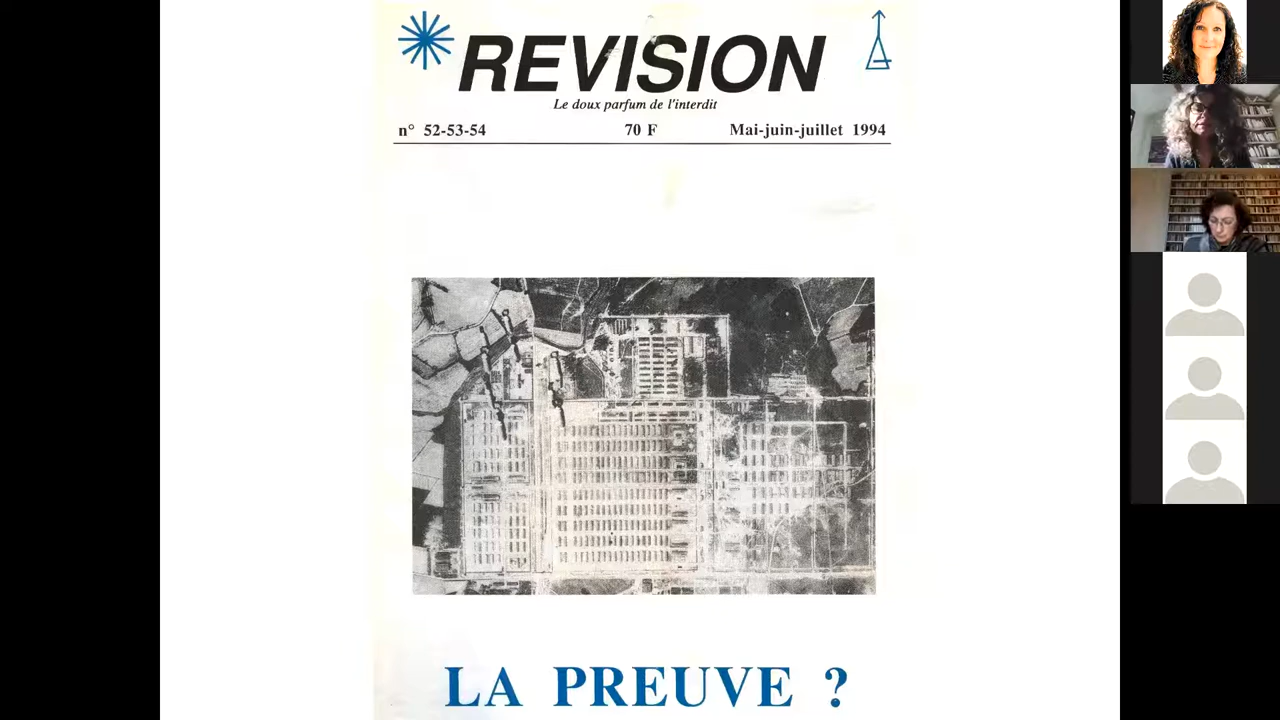 REVISION
Le doux parfum de l'interdit
n° 52-53-54 70 F Mai-juin-juillet 1994
LA PREUVE ?